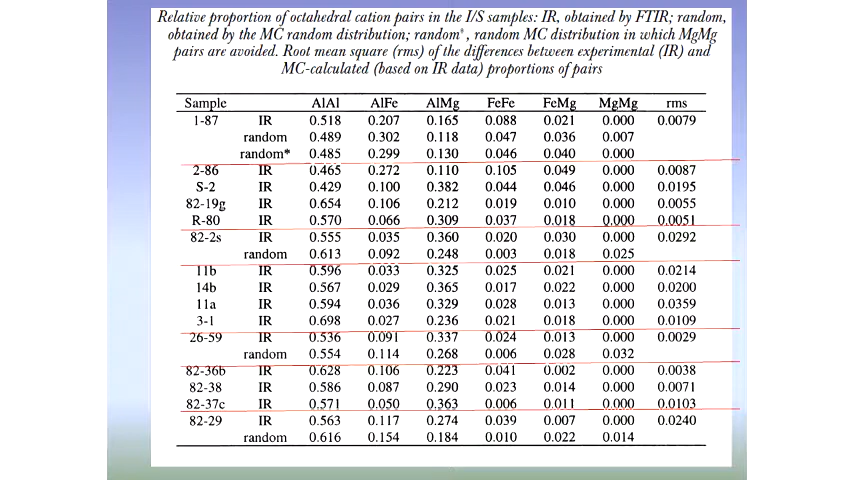 Relative proportion of octahedral cation pairs in the I/S samples: IR, obtained by FTIR; random,
obtained by the MC random distribution; random*, random MC distribution in which MgMg
pairs are avoided. Root mean square (rms) of the differences between experimental (IR) and
MC-calculated (based on IR data) proportions of pairs
Sample AlAl AlFe AlMg FeFe FeMg MgMg rms
1-87 IR 0.518 0.207 0.165 0.088 0.021 0.000 0.0079
random 0.489 0.302 0.118 0.047 0.036 0.007
random* 0.485 0.299 0.130 0.046 0.040 0.000
2-86 IR 0.465 0.272 0.110 0.105 0.049 0.000 0.0087
S-2 IR 0.429 0.100 0.382 0.044 0.046 0.000 0.0195
82-19g IR 0.654 0.106 0.212 0.019 0.010 0.000 0.0055
R-80 IR 0.570 0.066 0.309 0.037 0.018 0.000 0.0051
82-2s IR 0.555 0.035 0.360 0.020 0.030 0.000 0.0292
random 0.613 0.092 0.248 0.003 0.018 0.025
11b IR 0.596 0.033 0.325 0.025 0.021 0.000 0.0214
14b IR 0.567 0.029 0.365 0.017 0.022 0.000 0.0200
11a IR 0.594 0.036 0.329 0.028 0.013 0.000 0.0359
3-1 IR 0.698 0.027 0.236 0.021 0.018 0.000 0.0109
26-59 IR 0.536 0.091 0.337 0.024 0.013 0.000 0.0029
random 0.554 0.114 0.268 0.006 0.028 0.032
82-36b IR 0.628 0.106 0.223 0.041 0.002 0.000 0.0038
82-38 IR 0.586 0.087 0.290 0.023 0.014 0.000 0.0071
82-37c IR 0.571 0.050 0.363 0.006 0.011 0.000 0.0103
82-29 IR 0.563 0.117 0.274 0.039 0.007 0.000 0.0240
random 0.616 0.154 0.184 0.010 0.022 0.014